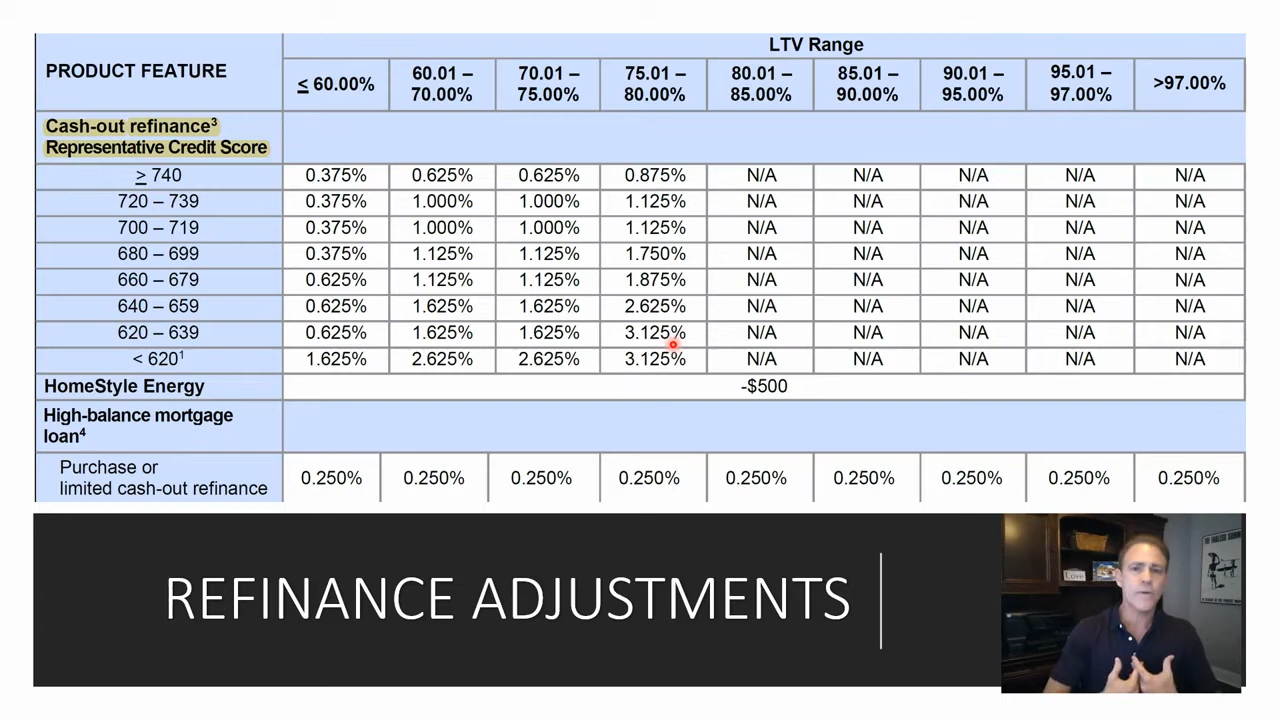 LTV Range
PRODUCT FEATURE
≤ 60.00%
60.01 –
70.00%
70.01 –
75.00%
75.01 –
80.00%
80.01 –
85.00%
85.01 –
90.00%
90.01 –
95.00%
95.01 –
97.00%
>97.00%
Cash-out refinance³
Representative Credit Score
≥ 740 0.375% 0.625% 0.625% 0.875% N/A N/A N/A N/A N/A
720 – 739 0.375% 1.000% 1.000% 1.125% N/A N/A N/A N/A N/A
700 – 719 0.375% 1.000% 1.000% 1.125% N/A N/A N/A N/A N/A
680 – 699 0.375% 1.125% 1.125% 1.750% N/A N/A N/A N/A N/A
660 – 679 0.625% 1.125% 1.125% 1.875% N/A N/A N/A N/A N/A
640 – 659 0.625% 1.625% 1.625% 2.625% N/A N/A N/A N/A N/A
620 – 639 0.625% 1.625% 1.625% 3.125% N/A N/A N/A N/A N/A
< 620¹ 1.625% 2.625% 2.625% 3.125% N/A N/A N/A N/A N/A
HomeStyle Energy -$500
High-balance mortgage
loan⁴
Purchase or
limited cash-out refinance
0.250% 0.250% 0.250% 0.250% 0.250% 0.250% 0.250% 0.250% 0.250%
REFINANCE ADJUSTMENTS
Love
THE ENDLESS SUMMER